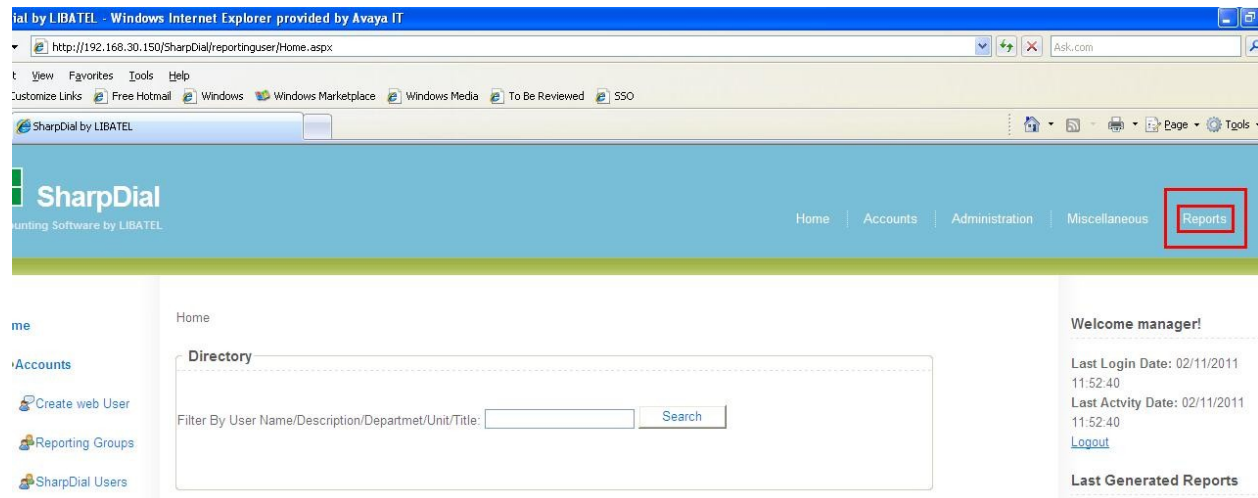 ial by LIBATEL - Windows Internet Explorer provided by Avaya IT
http://192.168.30.150/SharpDial/reportinguser/Home.aspx
Ask.com
t View Favorites Tools Help
Customize Links Free Hotmail Windows Windows Marketplace Windows Media To Be Reviewed SSO
SharpDial by LIBATEL
Page Tools
SharpDial
ounting Software by LIBATEL
Home Accounts Administration Miscellaneous Reports
me
Accounts
Create web User
Reporting Groups
SharpDial Users
Home
Directory
Filter By User Name/Description/Departmet/Unit/Title: Search
Welcome manager!
Last Login Date: 02/11/2011
11:52:40
Last Actvity Date: 02/11/2011
11:52:40
Logout
Last Generated Reports